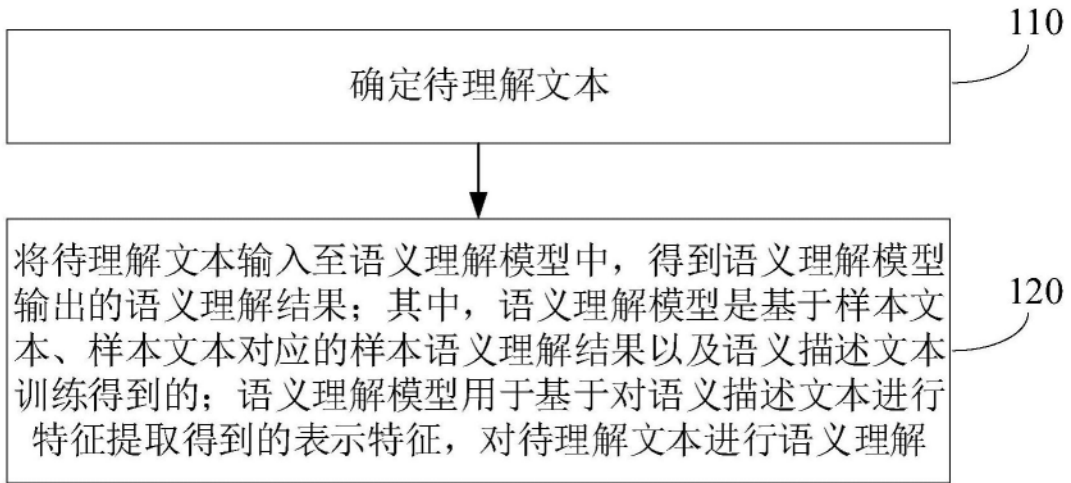 110
确定待理解文本
将待理解文本输入至语义理解模型中，得到语义理解模型
输出的语义理解结果；其中，语义理解模型是基于样本文
本、样本文本对应的样本语义理解结果以及语义描述文本
训练得到的；语义理解模型用于基于对语义描述文本进行
特征提取得到的表示特征，对待理解文本进行语义理解
120